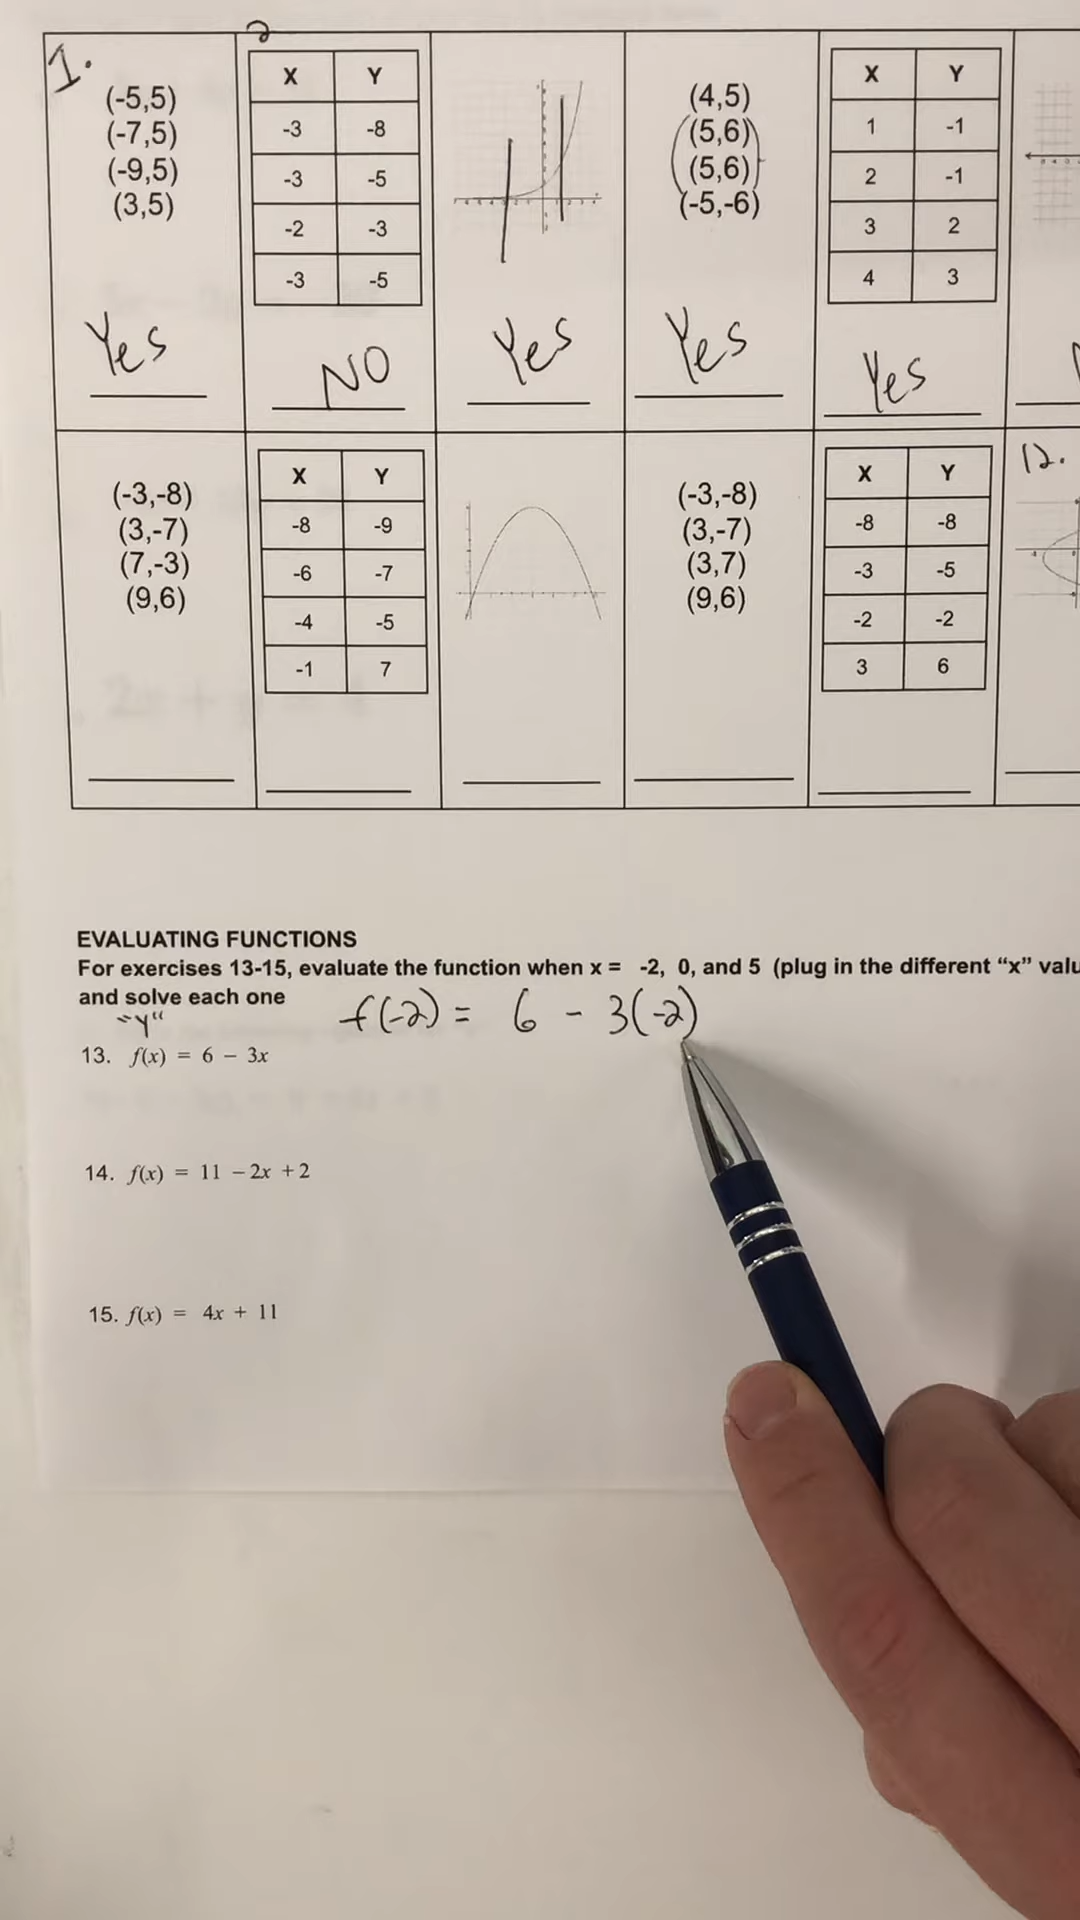 1.
2
(-5,5)
(-7,5)
(-9,5)
(3,5)
Yes
X Y
-3 -8
-3 -5
-2 -3
-3 -5
NO
Yes
(4,5)
(5,6)
(5,6)
(-5,-6)
Yes
X Y
1 -1
2 -1
3 2
4 3
Yes
(-3,-8)
(3,-7)
(7,-3)
(9,6)
X Y
-8 -9
-6 -7
-4 -5
-1 7
(-3,-8)
(3,-7)
(3,7)
(9,6)
X Y
-8 -8
-3 -5
-2 -2
3 6
12.
EVALUATING FUNCTIONS
For exercises 13-15, evaluate the function when x = -2, 0, and 5 (plug in the different “x” valu
and solve each one
"Y"
f(-2) = 6 - 3(-2)
13. f(x) = 6 – 3x
14. f(x) = 11 – 2x + 2
15. f(x) = 4x + 11